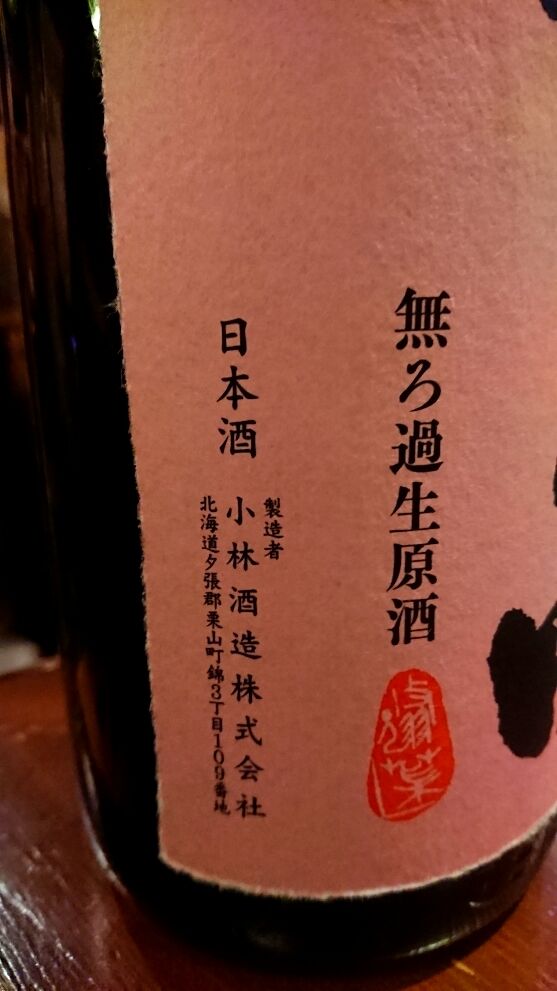 無ろ過生原酒
日本酒
製造者
小林酒造株式会社
北海道夕張郡栗山町錦3丁目109番地